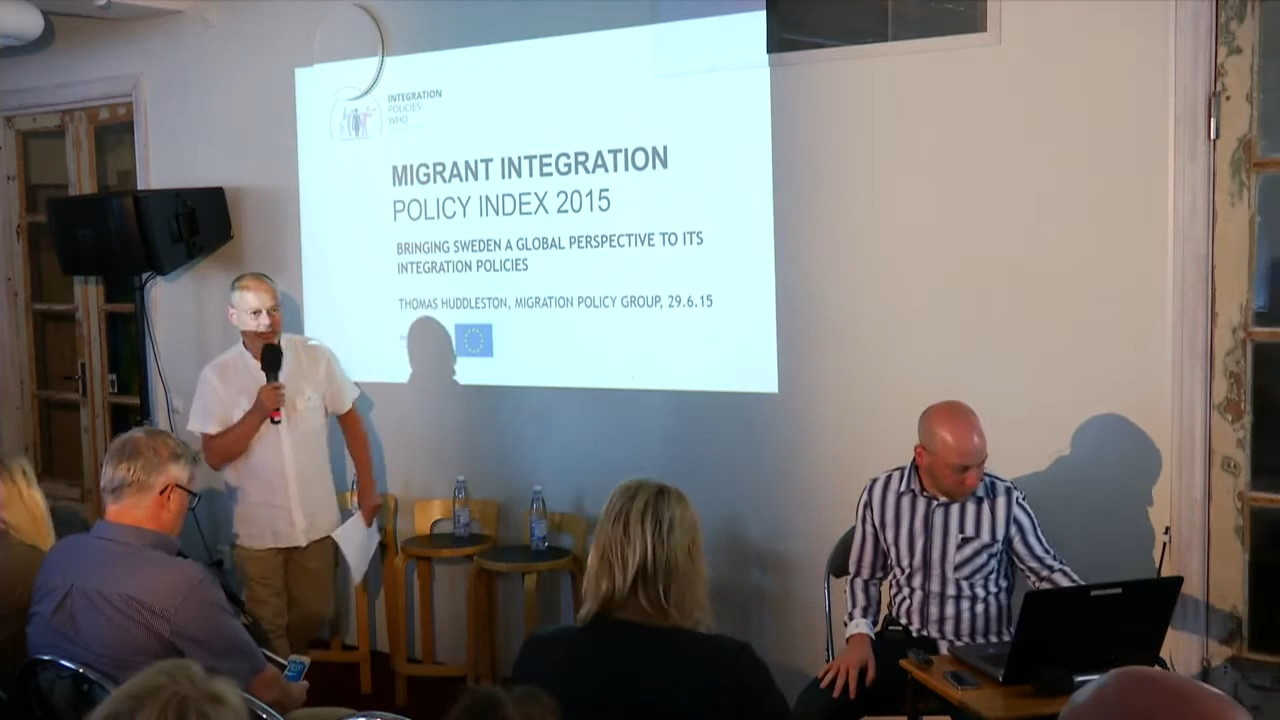 INTEGRATION
POLICIES:
WHO
MIGRANT INTEGRATION
POLICY INDEX 2015
BRINGING SWEDEN A GLOBAL PERSPECTIVE TO ITS
INTEGRATION POLICIES
THOMAS HUDDLESTON, MIGRATION POLICY GROUP, 29.6.15